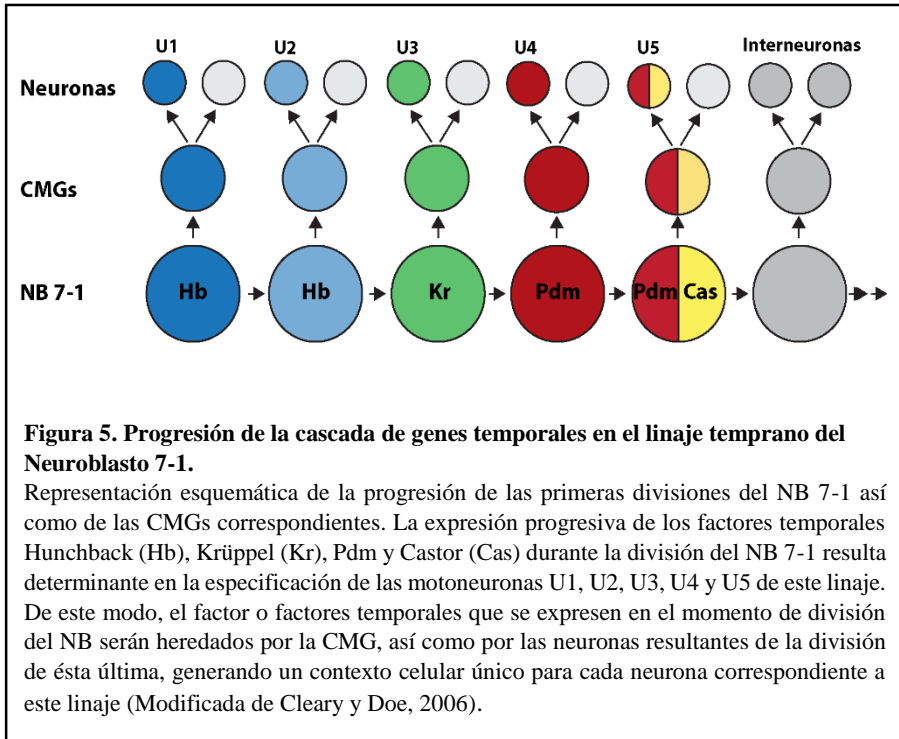 U1 U2 U3 U4 U5 Interneuronas
Neuronas
CMGs
NB 7-1 Hb Hb Kr Pdm Pdm Cas
Figura 5. Progresión de la cascada de genes temporales en el linaje temprano del
Neuroblasto 7-1.
Representación esquemática de la progresión de las primeras divisiones del NB 7-1 así
como de las CMGs correspondientes. La expresión progresiva de los factores temporales
Hunchback (Hb), Krüppel (Kr), Pdm y Castor (Cas) durante la división del NB 7-1 resulta
determinante en la especificación de las motoneuronas U1, U2, U3, U4 y U5 de este linaje.
De este modo, el factor o factores temporales que se expresen en el momento de división
del NB serán heredados por la CMG, así como por las neuronas resultantes de la división
de ésta última, generando un contexto celular único para cada neurona correspondiente a
este linaje (Modificada de Cleary y Doe, 2006).